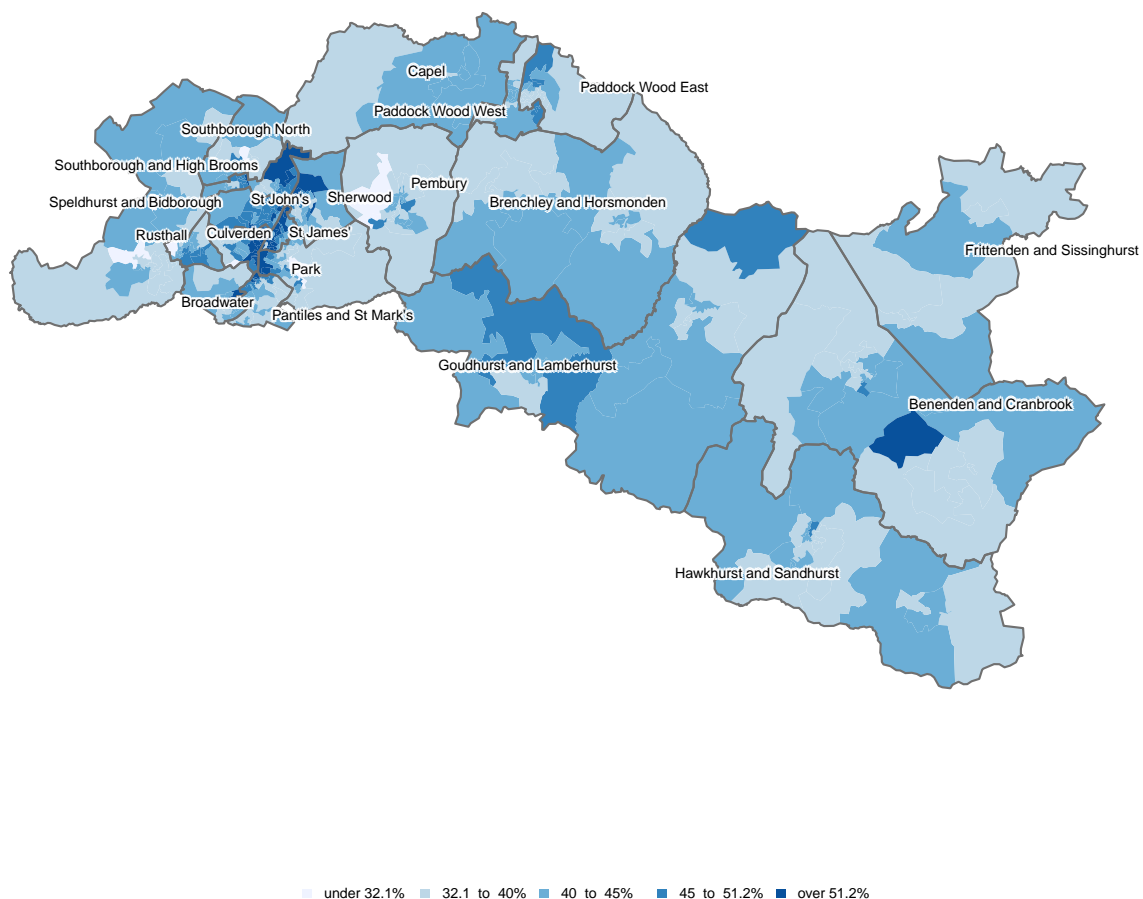 Capel
Paddock Wood East
Paddock Wood West
Southborough North
Southborough and High Brooms
Pembury
Sherwood
St John's
Speldhurst and Bidborough
Brenchley and Horsmonden
Rusthall
Culverden
St James'
Frittenden and Sissinghurst
Park
Broadwater
Pantiles and St Mark's
Goudhurst and Lamberhurst
Benenden and Cranbrook
Hawkhurst and Sandhurst
under 32.1% 32.1 to 40% 40 to 45% 45 to 51.2% over 51.2%